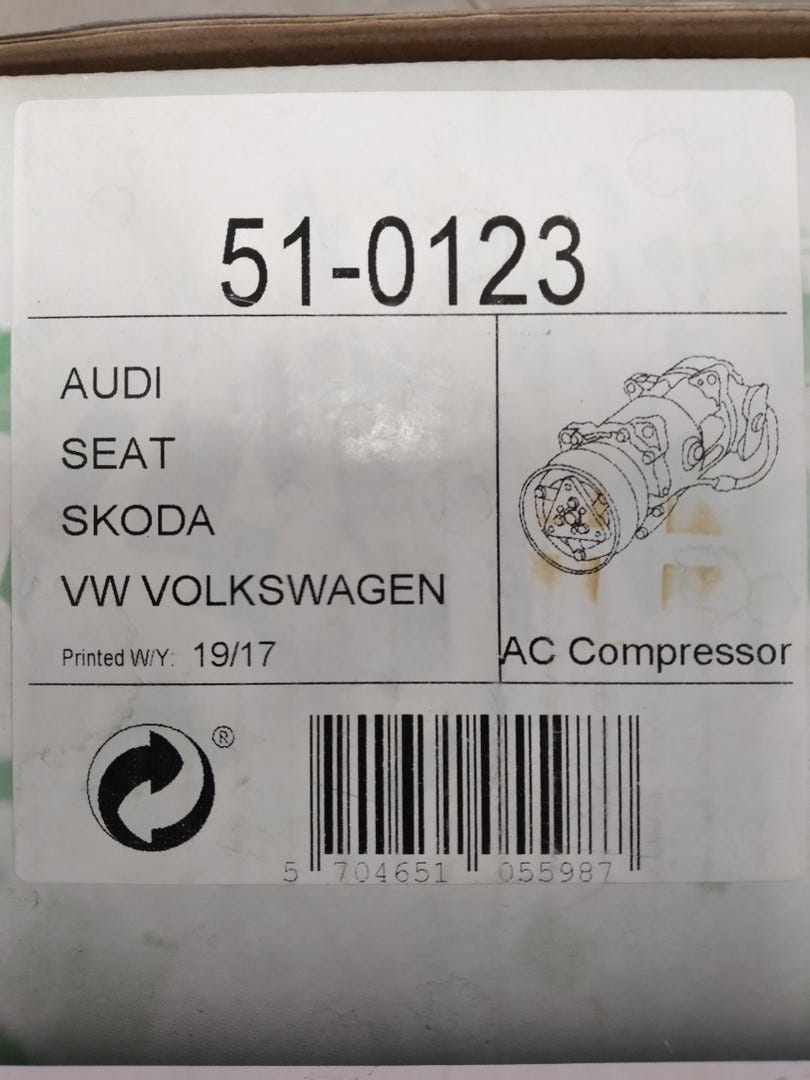 51-0123
AUDI
SEAT
SKODA
VW VOLKSWAGEN
Printed W/Y: 19/17
AC Compressor
®
5 704651 055987